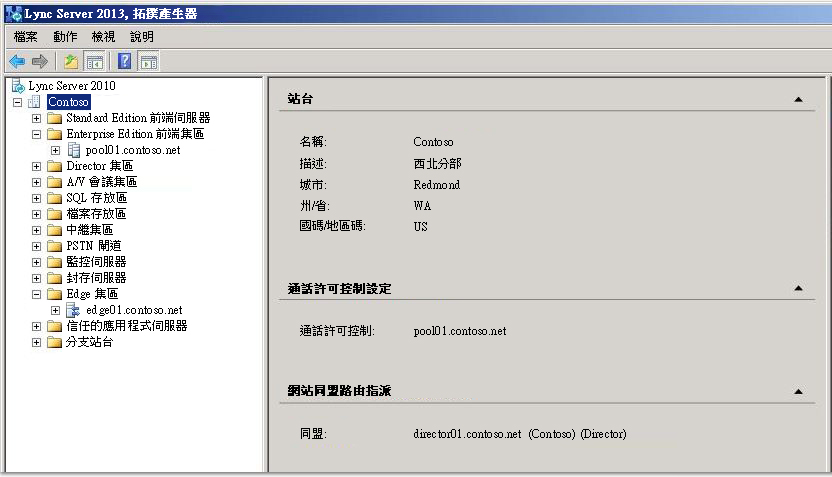 Lync Server 2013, 拓撲產生器
檔案 動作 檢視 說明
Lync Server 2010
Contoso
Standard Edition 前端伺服器
Enterprise Edition 前端集區
pool01.contoso.net
Director 集區
A/V 會議集區
SQL 存放區
檔案存放區
中繼集區
PSTN 閘道
監控伺服器
封存伺服器
Edge 集區
edge01.contoso.net
信任的應用程式伺服器
分支站台
站台
名稱: Contoso
描述: 西北分部
城市: Redmond
州/省: WA
國碼/地區碼: US
通話許可控制設定
通話許可控制: pool01.contoso.net
網站同盟路由指派
同盟: director01.contoso.net (Contoso) (Director)